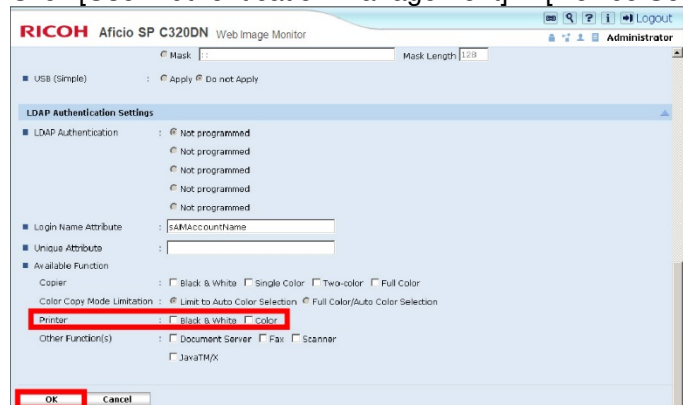 RICOH Aficio SP C320DN Web Image Monitor
Logout
Administrator
Mask :: Mask Length 128
USB (Simple) : Apply Do not Apply
LDAP Authentication Settings
LDAP Authentication : Not programmed
Not programmed
Not programmed
Not programmed
Not programmed
Login Name Attribute : sAMAccountName
Unique Attribute :
Available Function
Copier : Black & White Single Color Two-color Full Color
Color Copy Mode Limitation : Limit to Auto Color Selection Full Color/Auto Color Selection
Printer : Black & White Color
Other Function(s) : Document Server Fax Scanner
JavaTM/X
OK Cancel